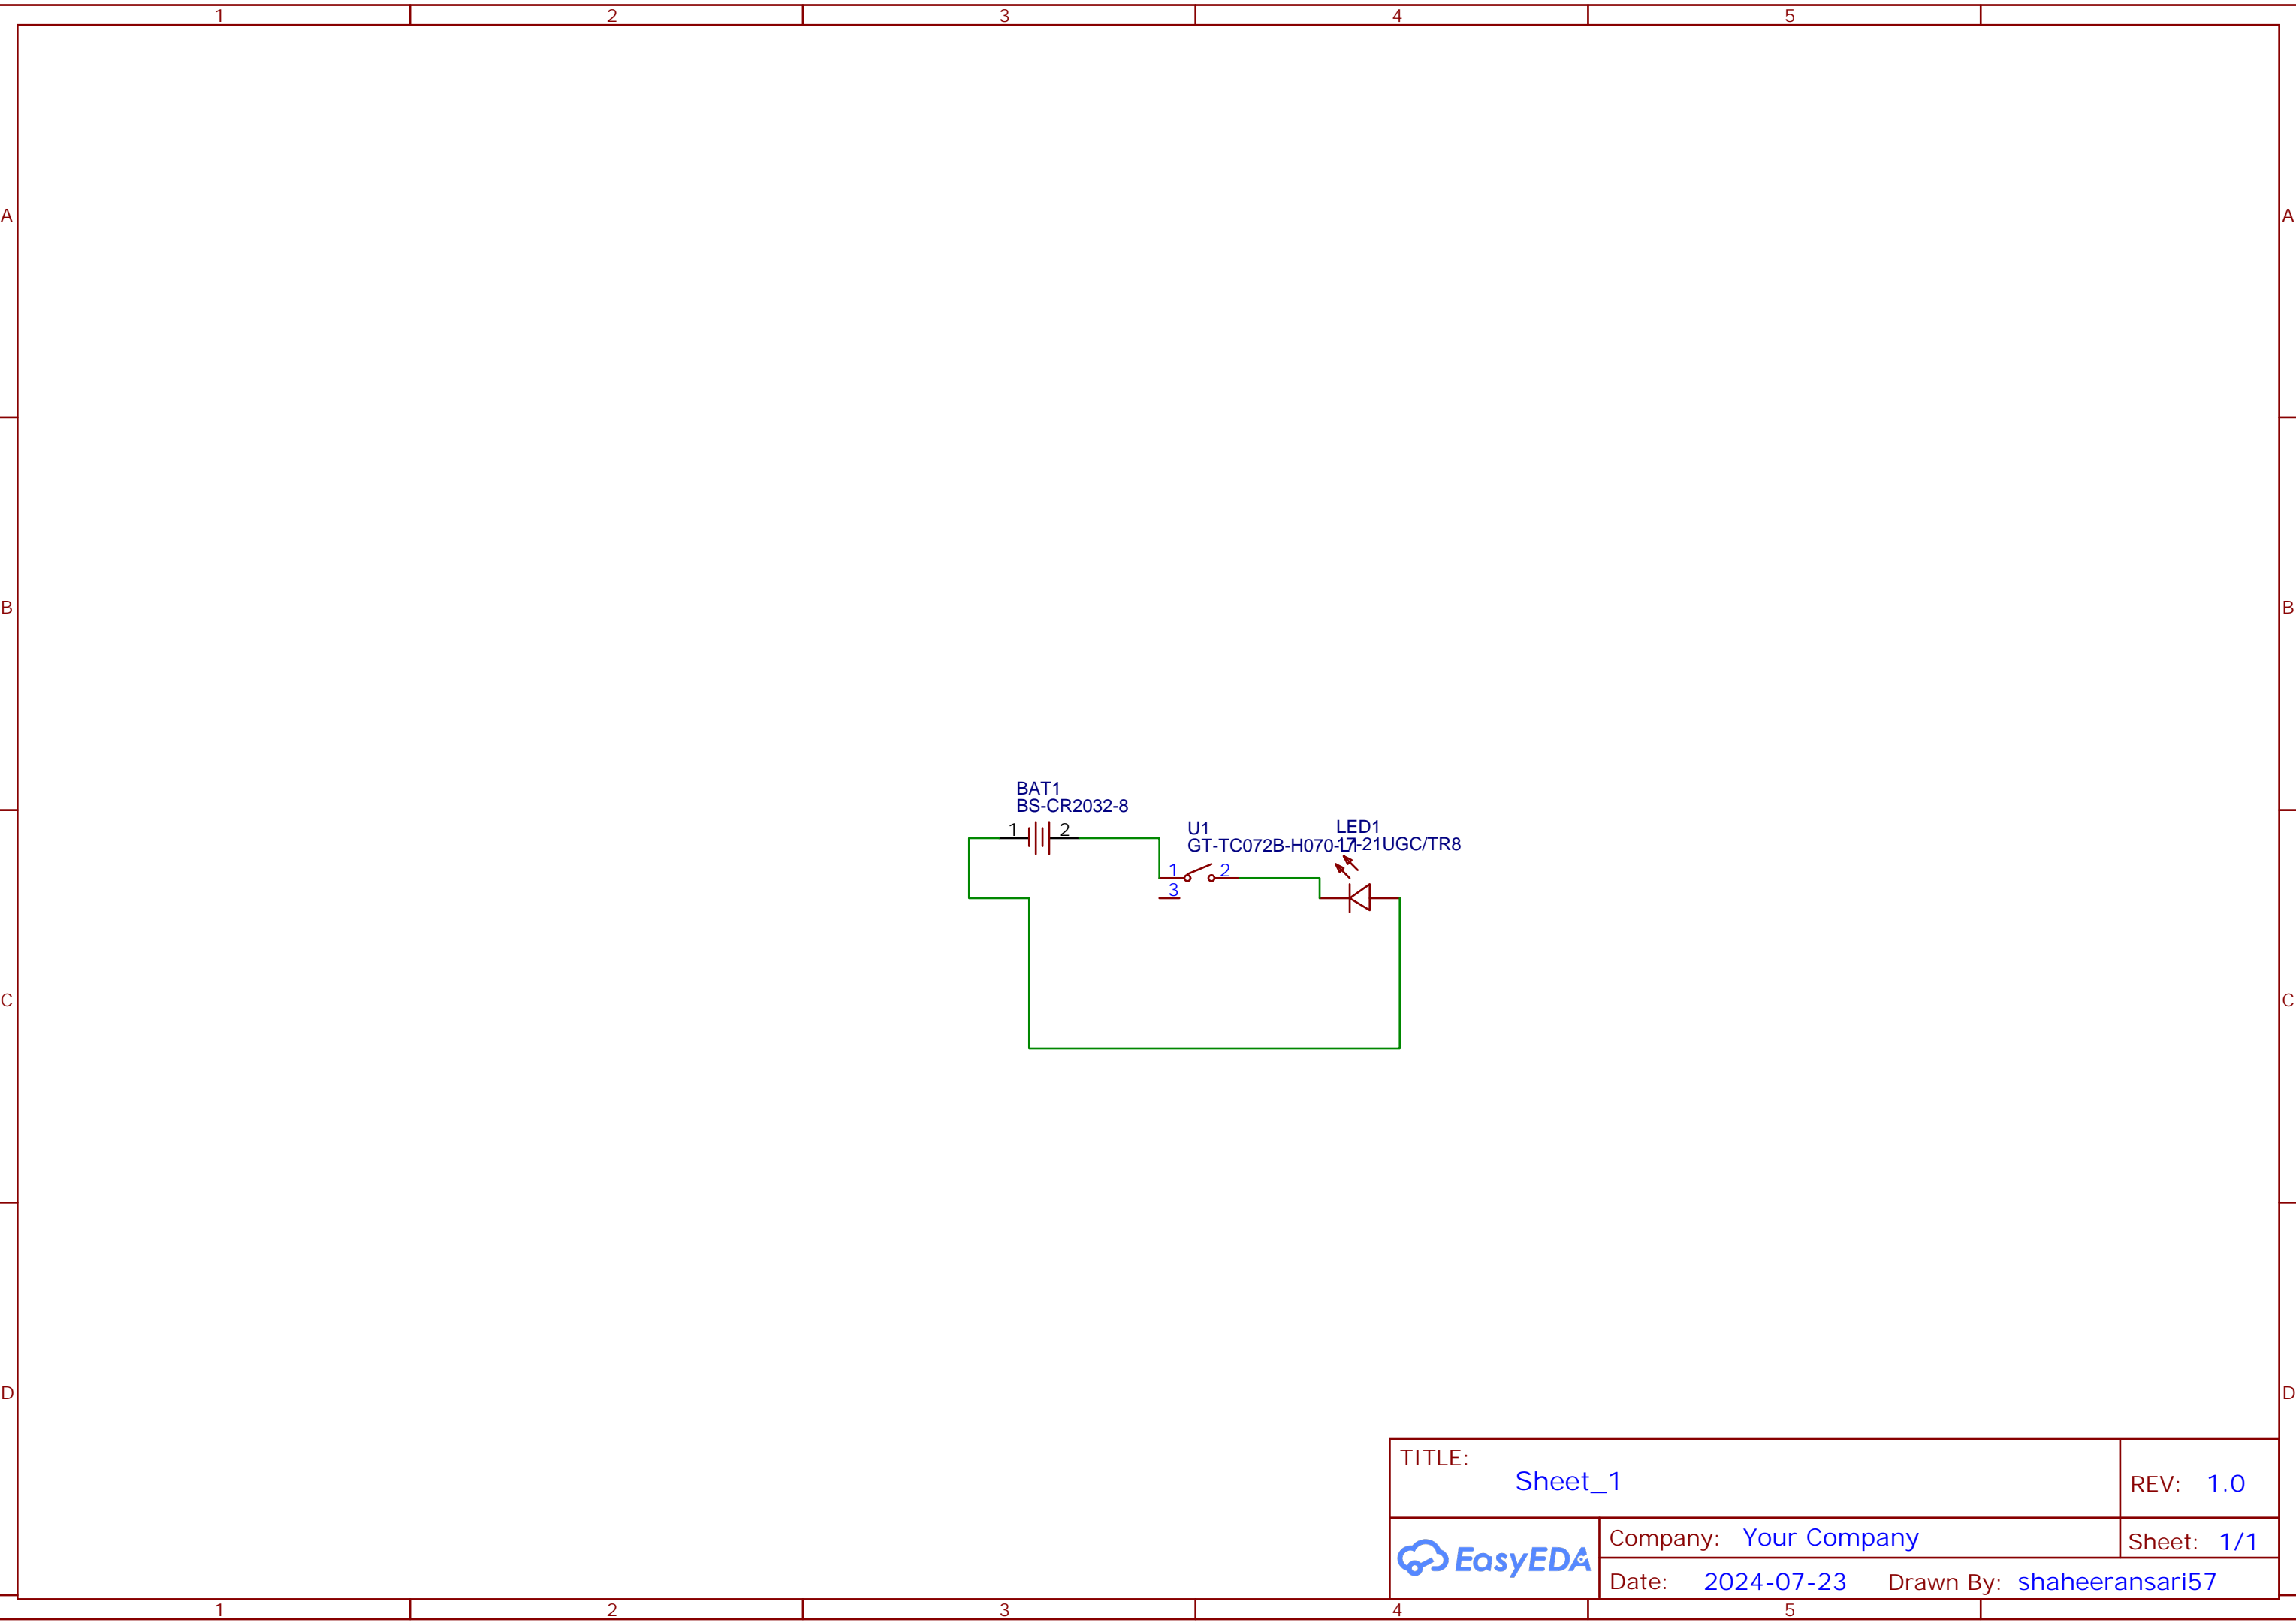 1 2 3 4 5
A A
B B
BAT1
BS-CR2032-8
1 2
U1
GT-TC072B-H070-L1
LED1
17-21UGC/TR8
1 2
3
C C
D D
TITLE:
Sheet_1
REV: 1.0
EasyEDA
Company: Your Company
Sheet: 1/1
Date: 2024-07-23 Drawn By: shaheeransari57
1 2 3 4 5